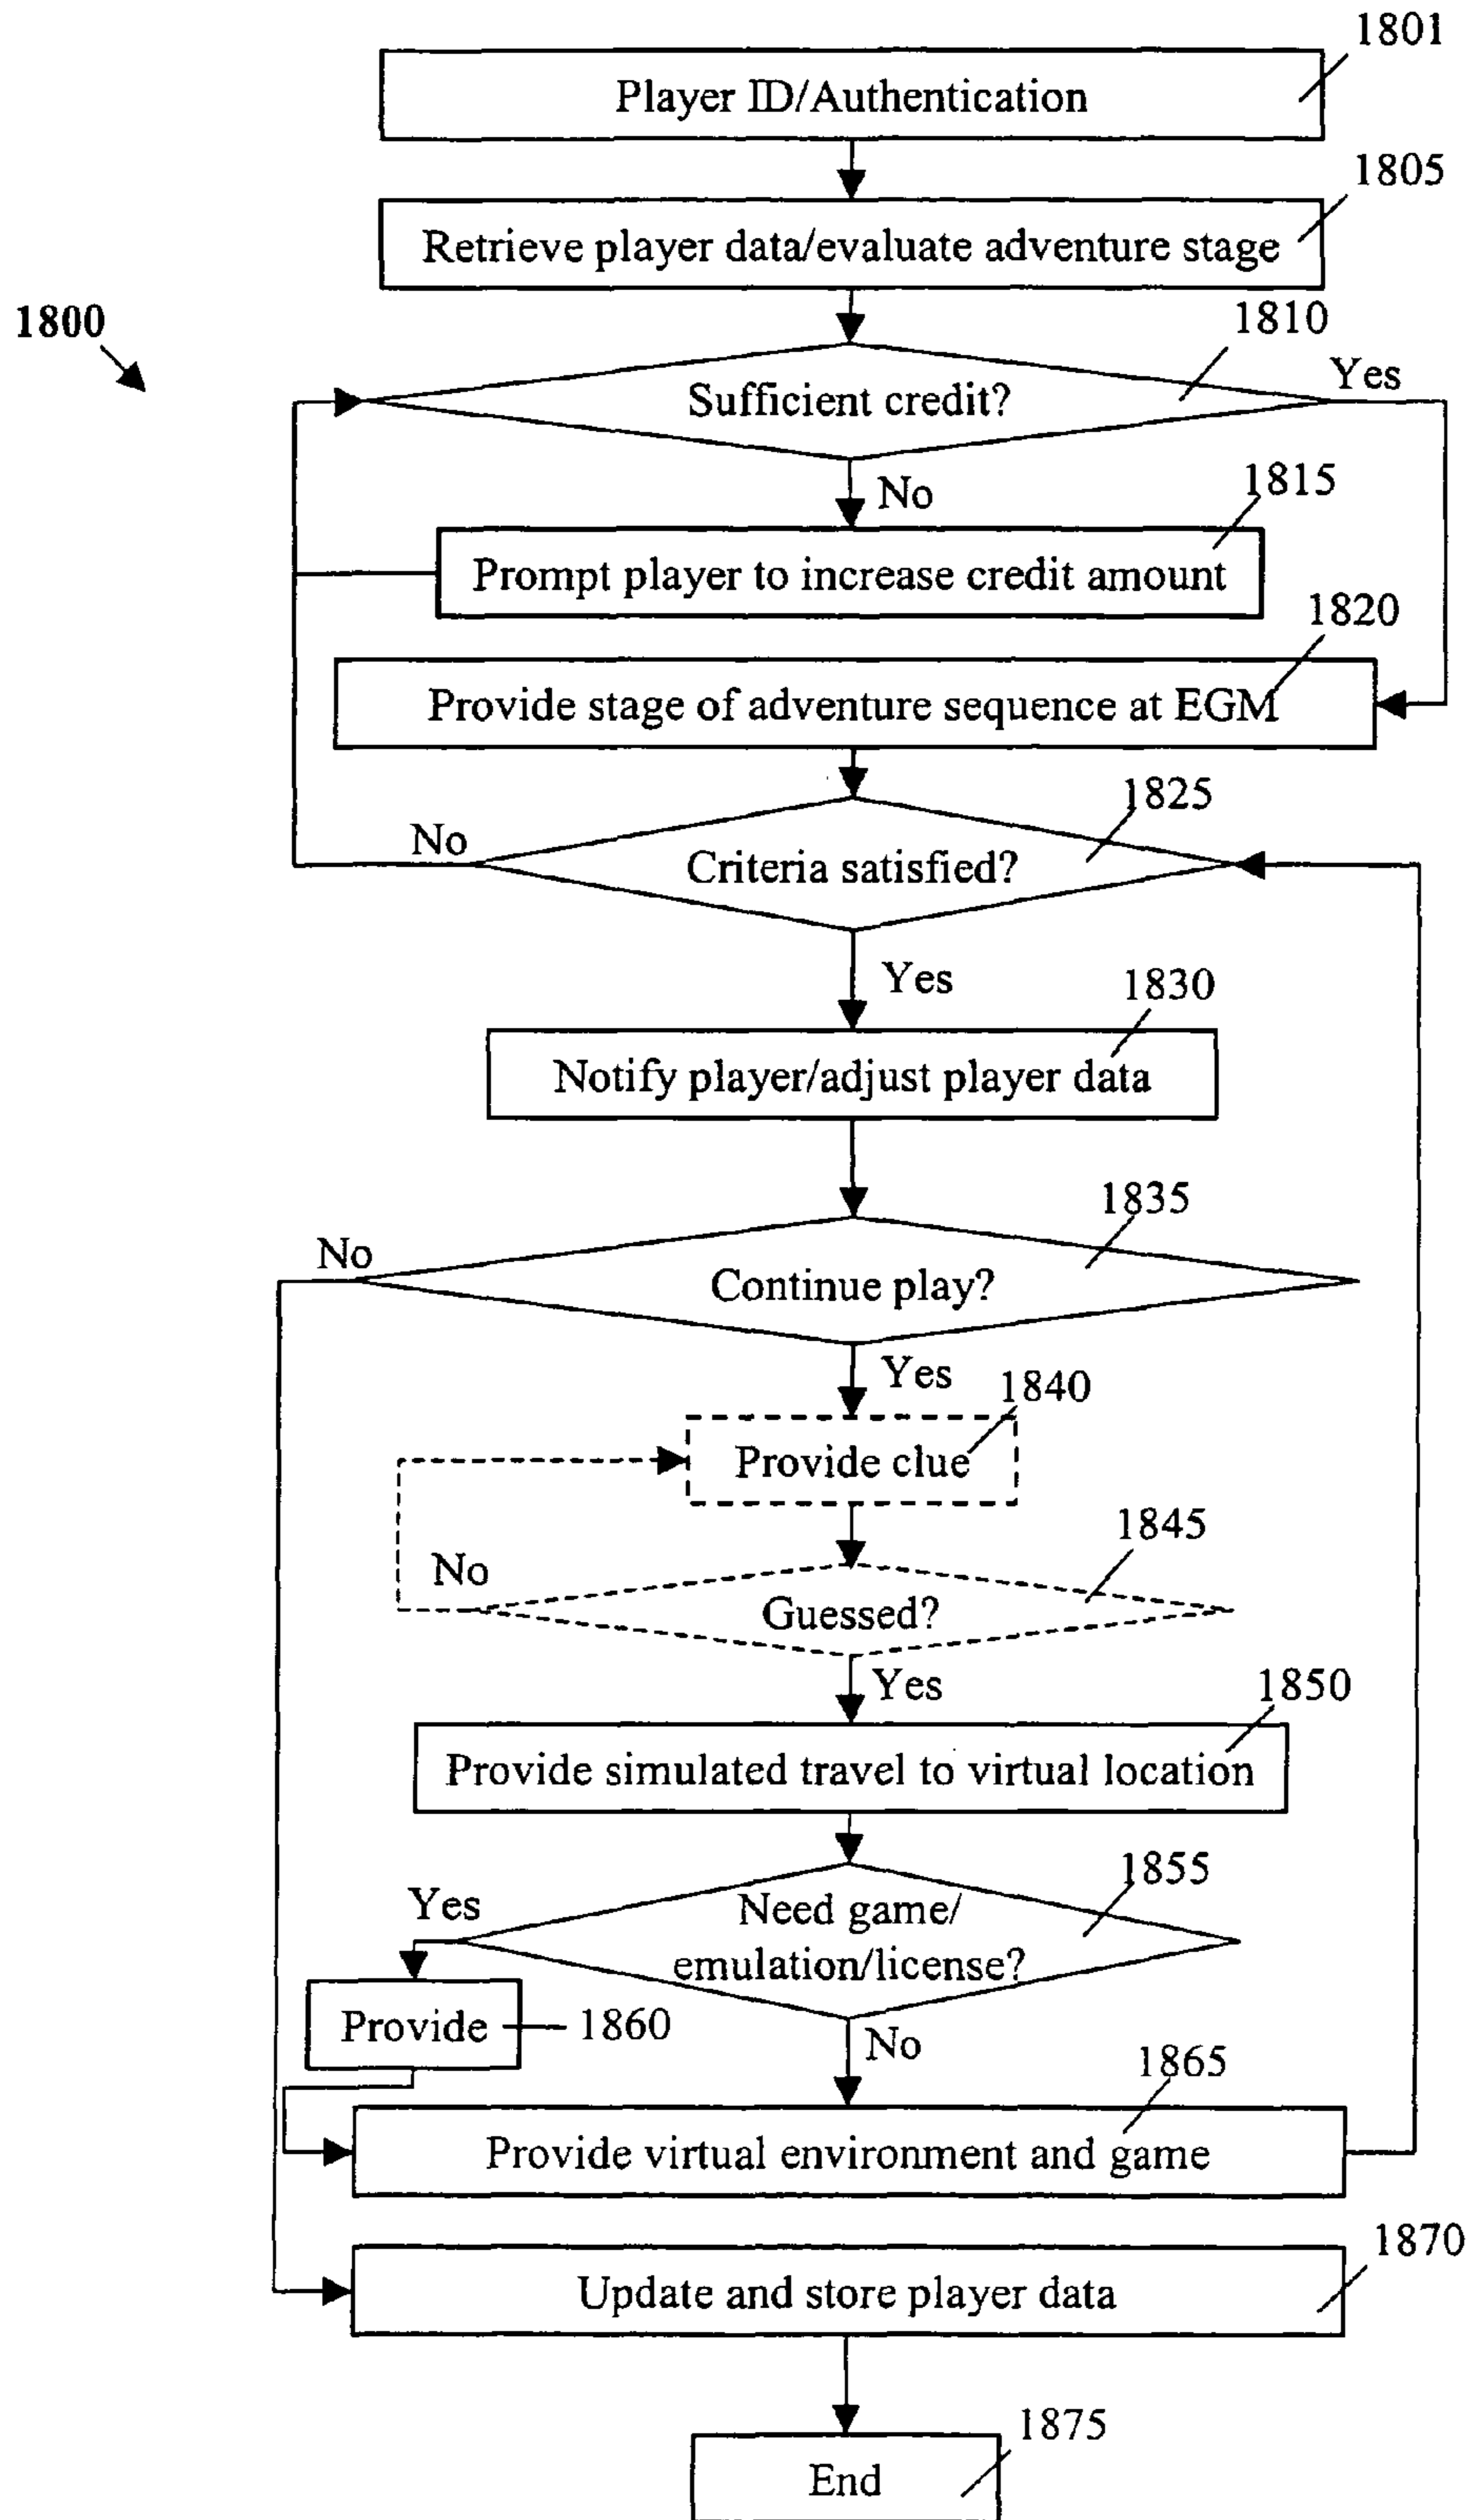 1801
Player ID/Authentication
1805
Retrieve player data/evaluate adventure stage
1800
1810
Sufficient credit?
Yes
No
1815
Prompt player to increase credit amount
1820
Provide stage of adventure sequence at EGM
1825
No
Criteria satisfied?
Yes
1830
Notify player/adjust player data
1835
No
Continue play?
Yes
1840
Provide clue
1845
No
Guessed?
Yes
1850
Provide simulated travel to virtual location
1855
Yes
Need game/
emulation/license?
Provide
1860
No
1865
Provide virtual environment and game
1870
Update and store player data
1875
End